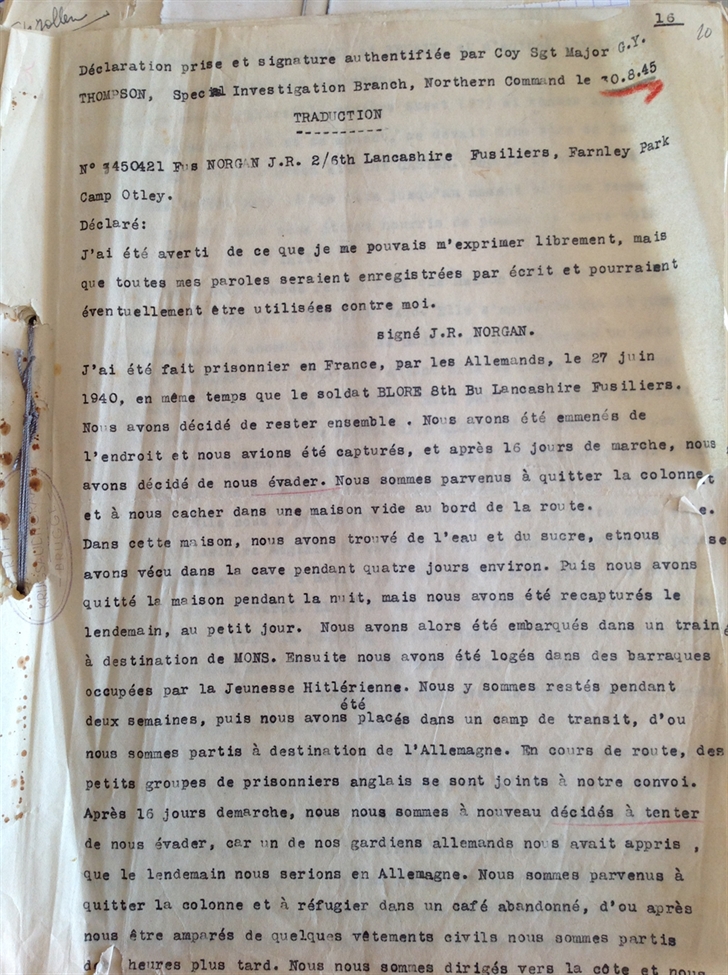 16
20
Déclaration prise et signature authentifiée par Coy Sgt Major G.Y.
THOMPSON, Special Investigation Branch, Northern Command le 30.8.45
TRADUCTION
----------
N° 3450421 Fus NORGAN J.R. 2/6th Lancashire Fusiliers, Farnley Park
Camp Otley.
Déclaré:
J'ai été averti de ce que je me pouvais m'exprimer librement, mais
que toutes mes paroles seraient enregistrées par écrit et pourraient
éventuellement être utilisées contre moi.
signé J.R. NORGAN.
J'ai été fait prisonnier en France, par les Allemands, le 27 juin
1940, en même temps que le soldat BLORE 8th Bu Lancashire Fusiliers.
Nous avons décidé de rester ensemble . Nous avons été emmenés de
l'endroit et nous avions été capturés, et après 16 jours de marche, nous
avons décidé de nous évader. Nous sommes parvenus à quitter la colonne
et à nous cacher dans une maison vide au bord de la route.
Dans cette maison, nous avons trouvé de l'eau et du sucre, etnous
avons vécu dans la cave pendant quatre jours environ. Puis nous avons
quitté la maison pendant la nuit, mais nous avons été recapturés le
lendemain, au petit jour. Nous avons alors été embarqués dans un train
à destination de MONS. Ensuite nous avons été logés dans des barraques
occupées par la Jeunesse Hitlérienne. Nous y sommes restés pendant
été
deux semaines, puis nous avons placés dans un camp de transit, d'ou
nous sommes partis à destination de l'Allemagne. En cours de route, des
petits groupes de prisonniers anglais se sont joints à notre convoi.
Après 16 jours demarche, nous nous sommes à nouveau décidés à tenter
de nous évader, car un de nos gardiens allemands nous avait appris ,
que le lendemain nous serions en Allemagne. Nous sommes parvenus à
quitter la colonne et à réfugier dans un café abandonné, d'ou après
nous être amparés de quelques vêtements civils nous sommes partis
heures plus tard. Nous nous sommes dirigés vers la côte et nous